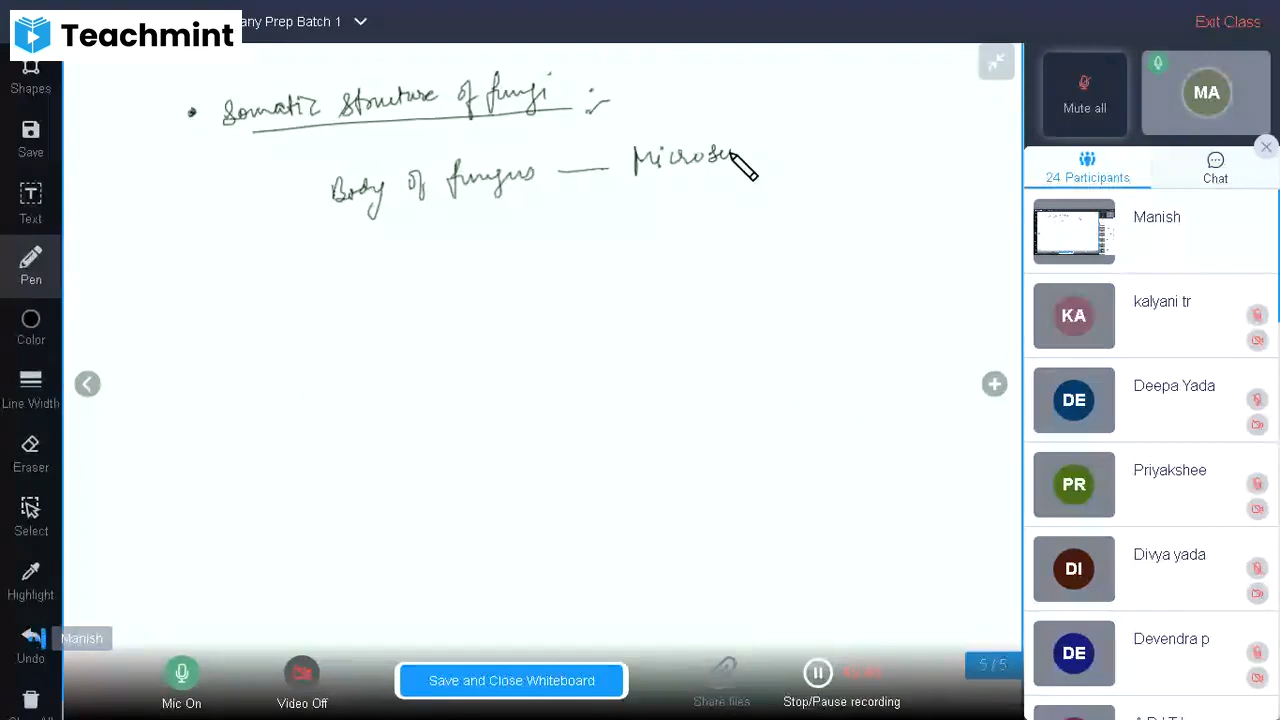 Teachmint
any Prep Batch 1
Exit Class
Shapes
Save
Text
Pen
Color
Line Width
Eraser
Select
Highlight
Undo
• Somatic Structure of fungi :-
Body of fungus — Microsc
Manish
Mic On
Video Off
Save and Close Whiteboard
Share files
Stop/Pause recording
5 / 5
Mute all
MA
24 Participants
Chat
Manish
KA
kalyani tr
DE
Deepa Yada
PR
Priyakshee
DI
Divya yada
DE
Devendra p